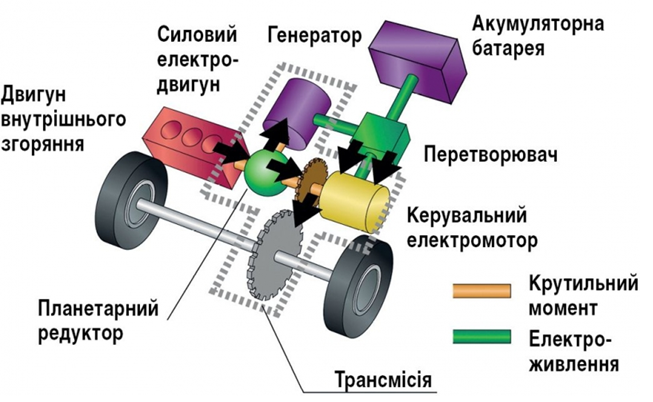 Силовий
електро-
двигун
Генератор
Акумуляторна
батарея
Двигун
внутрішнього
згоряння
Перетворювач
Керувальний
електромотор
Планетарний
редуктор
Крутильний
момент
Електро-
живлення
Трансмісія